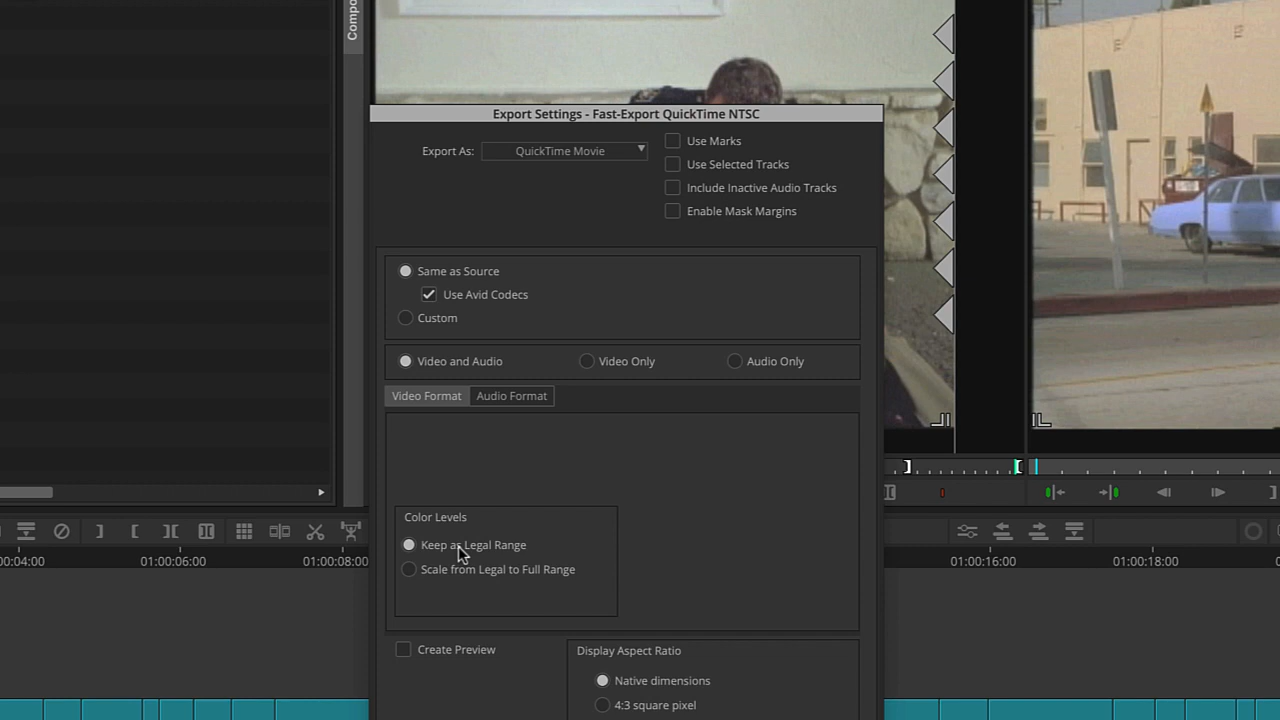 Compo
Export Settings - Fast-Export QuickTime NTSC
Export As: QuickTime Movie
Use Marks
Use Selected Tracks
Include Inactive Audio Tracks
Enable Mask Margins
Same as Source
Use Avid Codecs
Custom
Video and Audio Video Only Audio Only
Video Format Audio Format
Color Levels
Keep as Legal Range
Scale from Legal to Full Range
00:04:00 01:00:06:00 01:00:08:00 01:00:16:00 01:00:18:00
Create Preview
Display Aspect Ratio
Native dimensions
4:3 square pixel